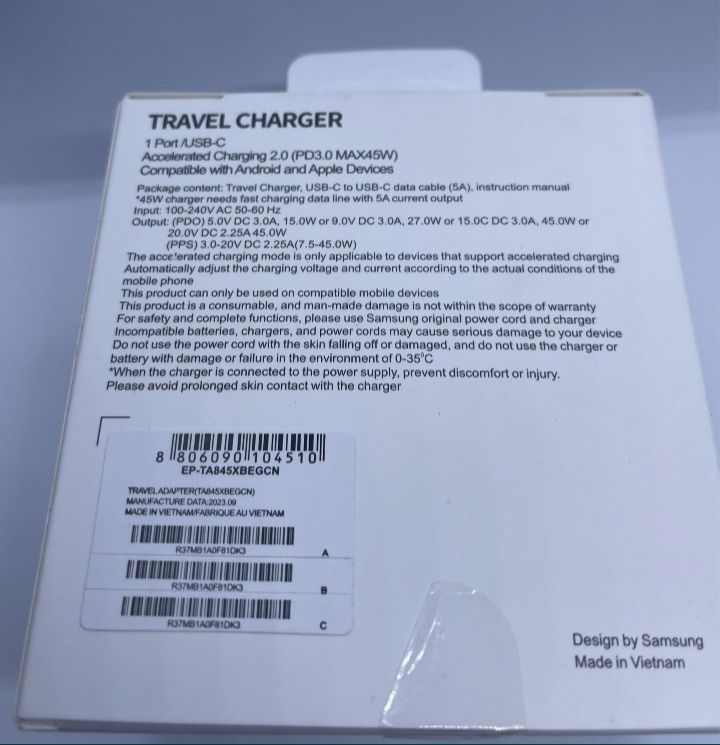 TRAVEL CHARGER
1 Port /USB-C
Accelerated Charging 2.0 (PD3.0 MAX45W)
Compatible with Android and Apple Devices
Package content: Travel Charger, USB-C to USB-C data cable (5A), instruction manual
*45W charger needs fast charging data line with 5A current output
Input: 100-240V AC 50-60 Hz
Output: (PDO) 5.0V DC 3.0A, 15.0W or 9.0V DC 3.0A, 27.0W or 15.0C DC 3.0A, 45.0W or
20.0V DC 2.25A 45.0W
(PPS) 3.0-20V DC 2.25A(7.5-45.0W)
The accelerated charging mode is only applicable to devices that support accelerated charging
Automatically adjust the charging voltage and current according to the actual conditions of the
mobile phone
This product can only be used on compatible mobile devices
This product is a consumable, and man-made damage is not within the scope of warranty
For safety and complete functions, please use Samsung original power cord and charger
Incompatible batteries, chargers, and power cords may cause serious damage to your device
Do not use the power cord with the skin falling off or damaged, and do not use the charger or
battery with damage or failure in the environment of 0-35°C
*When the charger is connected to the power supply, prevent discomfort or injury.
Please avoid prolonged skin contact with the charger
8 806090 104510
EP-TA845XBEGCN
TRAVEL ADAPTER(TA845XBEGCN)
MANUFACTURE DATA:2023.09
MADE IN VIETNAM/FABRIQUE AU VIETNAM
R37MB1A0F81DK3 A
R37MB1A0F81DK3 B
R37MB1A0F81DK3 C
Design by Samsung
Made in Vietnam